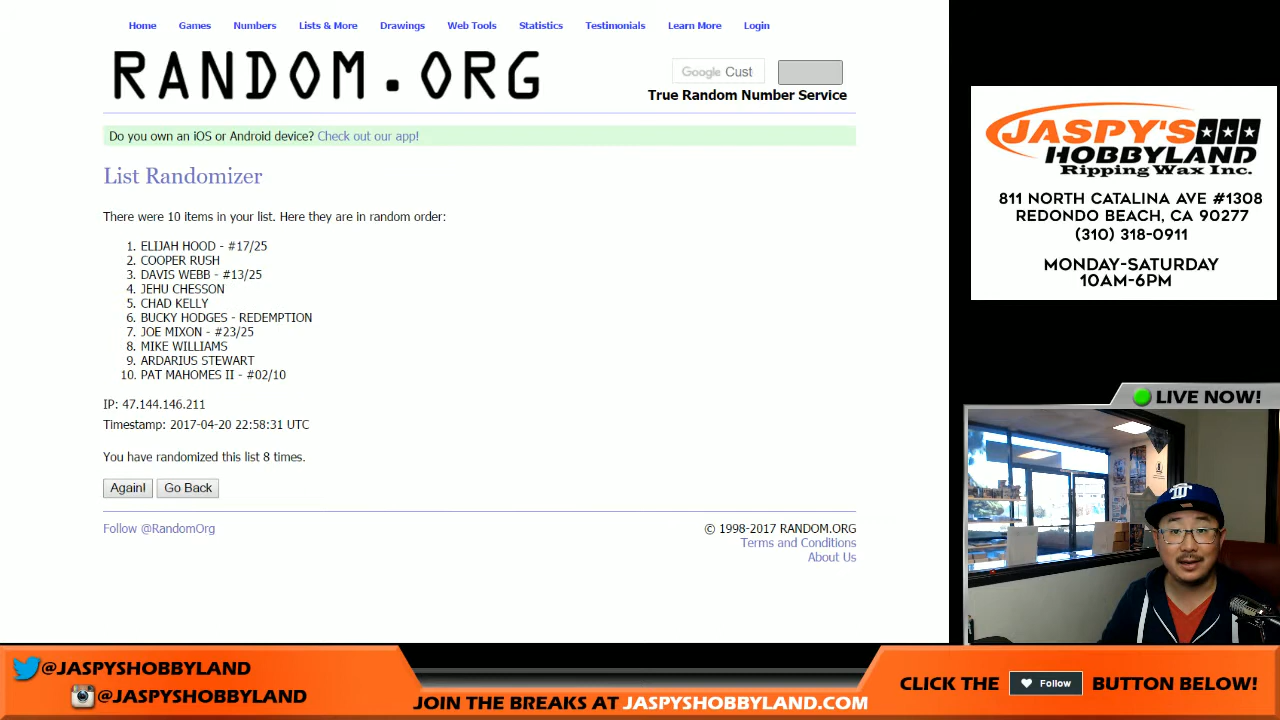 Home Games Numbers Lists & More Drawings Web Tools Statistics Testimonials Learn More Login
RANDOM.ORG
Google Cust
True Random Number Service
Do you own an iOS or Android device? Check out our app!
List Randomizer
There were 10 items in your list. Here they are in random order:
1. ELIJAH HOOD - #17/25
2. COOPER RUSH
3. DAVIS WEBB - #13/25
4. JEHU CHESSON
5. CHAD KELLY
6. BUCKY HODGES - REDEMPTION
7. JOE MIXON - #23/25
8. MIKE WILLIAMS
9. ARDARIUS STEWART
10. PAT MAHOMES II - #02/10
IP: 47.144.146.211
Timestamp: 2017-04-20 22:58:31 UTC
You have randomized this list 8 times.
Again! Go Back
Follow @RandomOrg
© 1998-2017 RANDOM.ORG
Terms and Conditions
About Us
JASPY'S
HOBBYLAND
Ripping Wax Inc.
811 NORTH CATALINA AVE #1308
REDONDO BEACH, CA 90277
(310) 318-0911
MONDAY-SATURDAY
10AM-6PM
LIVE NOW!
@JASPYSHOBBYLAND
@JASPYSHOBBYLAND
JOIN THE BREAKS AT JASPYSHOBBYLAND.COM
CLICK THE Follow BUTTON BELOW!